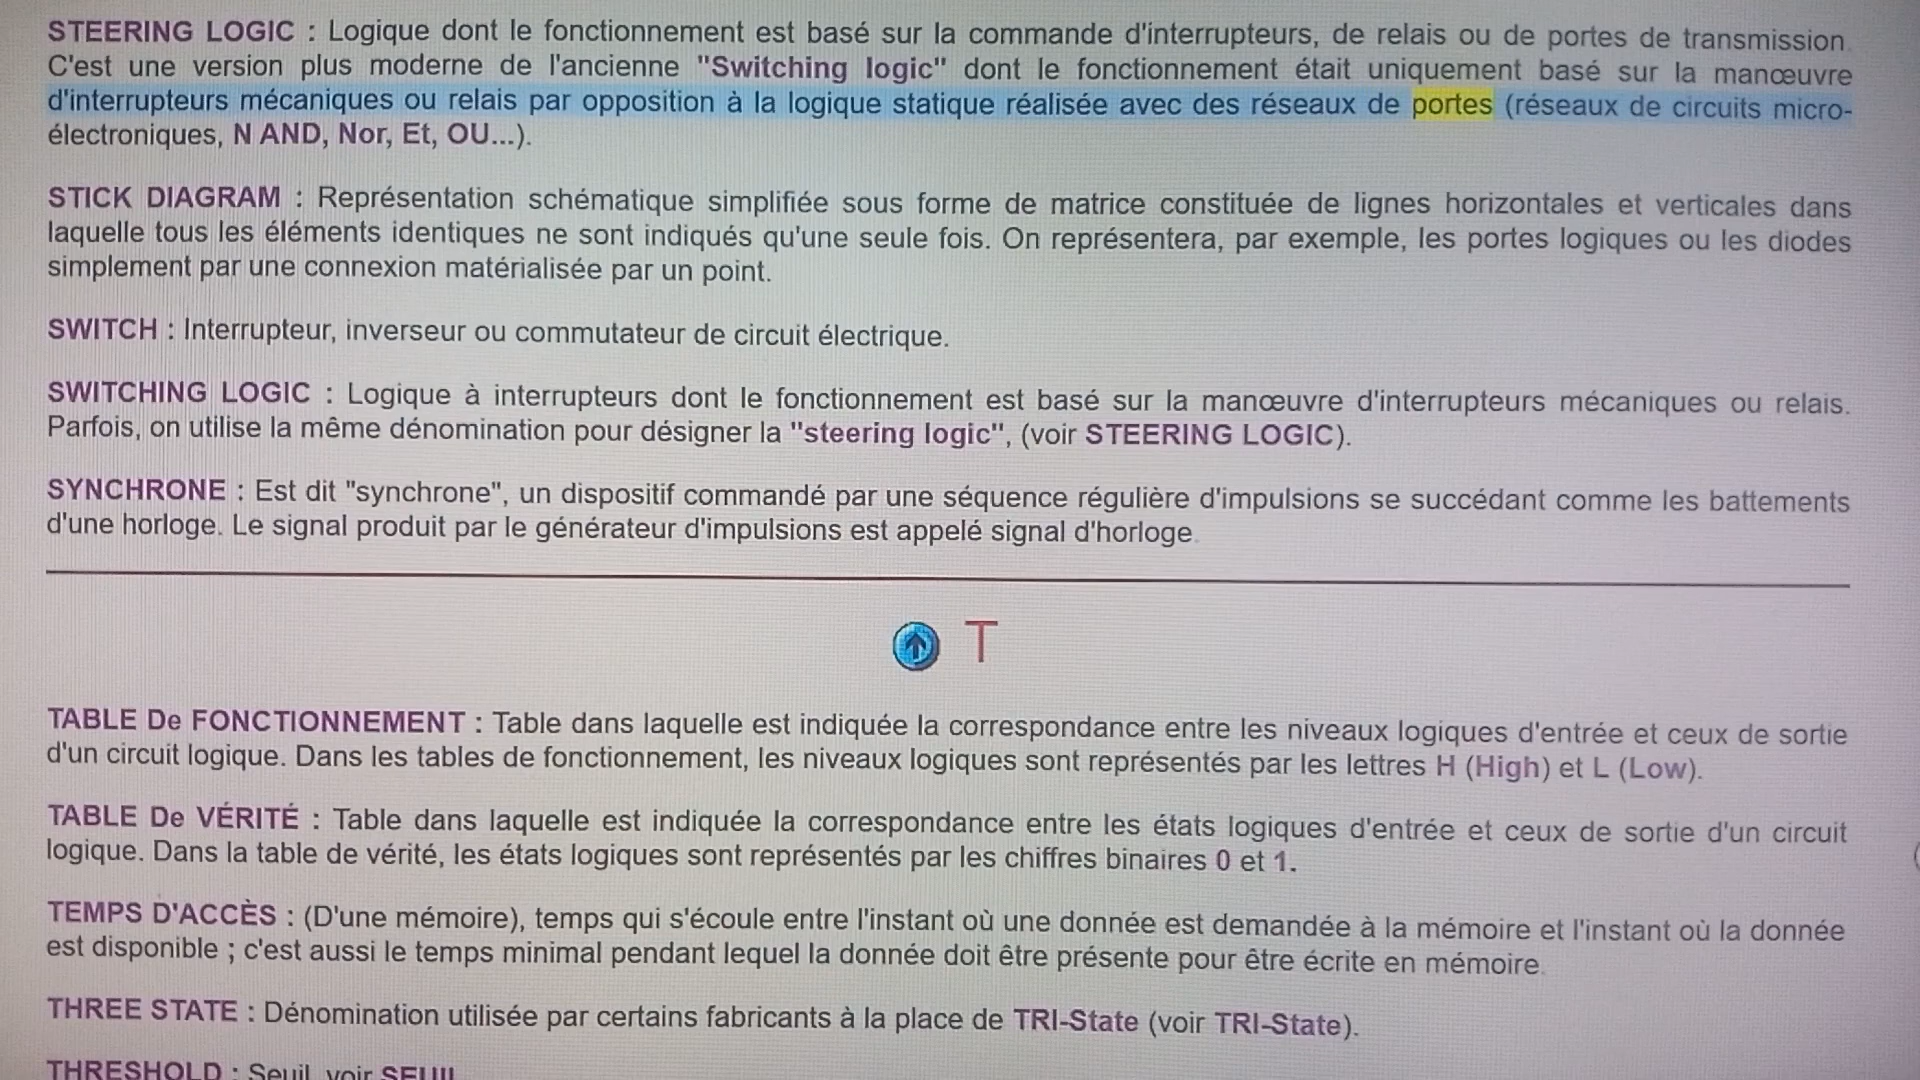 STEERING LOGIC : Logique dont le fonctionnement est basé sur la commande d'interrupteurs, de relais ou de portes de transmission.
C'est une version plus moderne de l'ancienne "Switching logic" dont le fonctionnement était uniquement basé sur la manœuvre
d'interrupteurs mécaniques ou relais par opposition à la logique statique réalisée avec des réseaux de portes (réseaux de circuits micro-
électroniques, N AND, Nor, Et, OU...).
STICK DIAGRAM : Représentation schématique simplifiée sous forme de matrice constituée de lignes horizontales et verticales dans
laquelle tous les éléments identiques ne sont indiqués qu'une seule fois. On représentera, par exemple, les portes logiques ou les diodes
simplement par une connexion matérialisée par un point.
SWITCH : Interrupteur, inverseur ou commutateur de circuit électrique.
SWITCHING LOGIC : Logique à interrupteurs dont le fonctionnement est basé sur la manœuvre d'interrupteurs mécaniques ou relais.
Parfois, on utilise la même dénomination pour désigner la "steering logic", (voir STEERING LOGIC).
SYNCHRONE : Est dit "synchrone", un dispositif commandé par une séquence régulière d'impulsions se succédant comme les battements
d'une horloge. Le signal produit par le générateur d'impulsions est appelé signal d'horloge.
T
TABLE De FONCTIONNEMENT : Table dans laquelle est indiquée la correspondance entre les niveaux logiques d'entrée et ceux de sortie
d'un circuit logique. Dans les tables de fonctionnement, les niveaux logiques sont représentés par les lettres H (High) et L (Low).
TABLE De VÉRITÉ : Table dans laquelle est indiquée la correspondance entre les états logiques d'entrée et ceux de sortie d'un circuit
logique. Dans la table de vérité, les états logiques sont représentés par les chiffres binaires 0 et 1.
TEMPS D'ACCÈS : (D'une mémoire), temps qui s'écoule entre l'instant où une donnée est demandée à la mémoire et l'instant où la donnée
est disponible ; c'est aussi le temps minimal pendant lequel la donnée doit être présente pour être écrite en mémoire.
THREE STATE : Dénomination utilisée par certains fabricants à la place de TRI-State (voir TRI-State).
THRESHOLD : Seuil, voir SEUIL